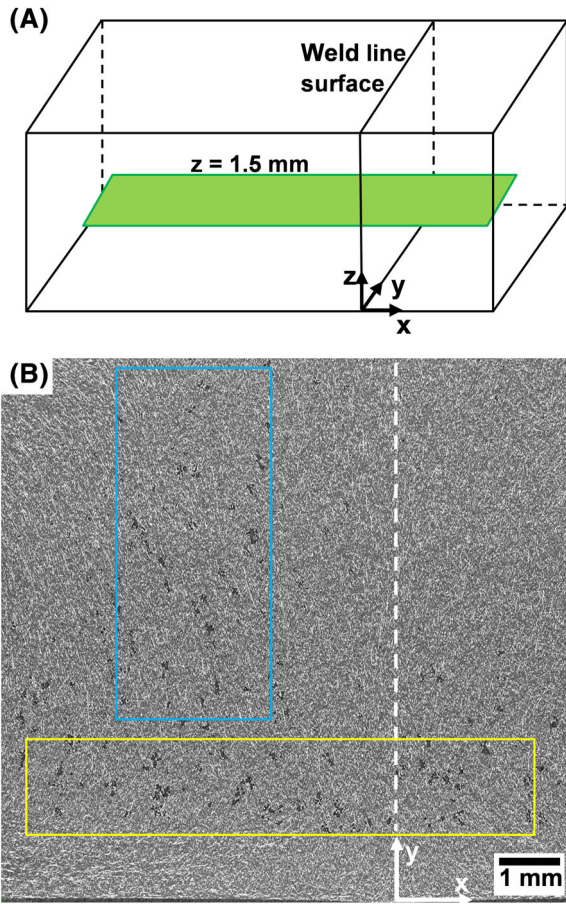 (A)
Weld line
surface
z = 1.5 mm
z
y
x
(B)
y
x
1 mm